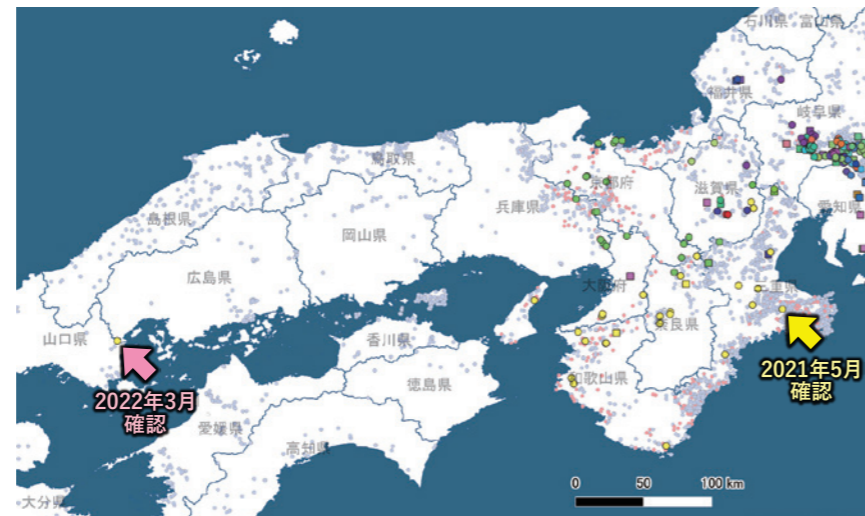 石川県
富山県
福井県
岐阜県
鳥取県
京都府
滋賀県
愛知県
島根県
兵庫県
岡山県
広島県
大阪府
三重県
山口県
香川県
奈良県
2021年5月
確認
2022年3月
確認
徳島県
和歌山県
愛媛県
高知県
0
50
100 km
大分県